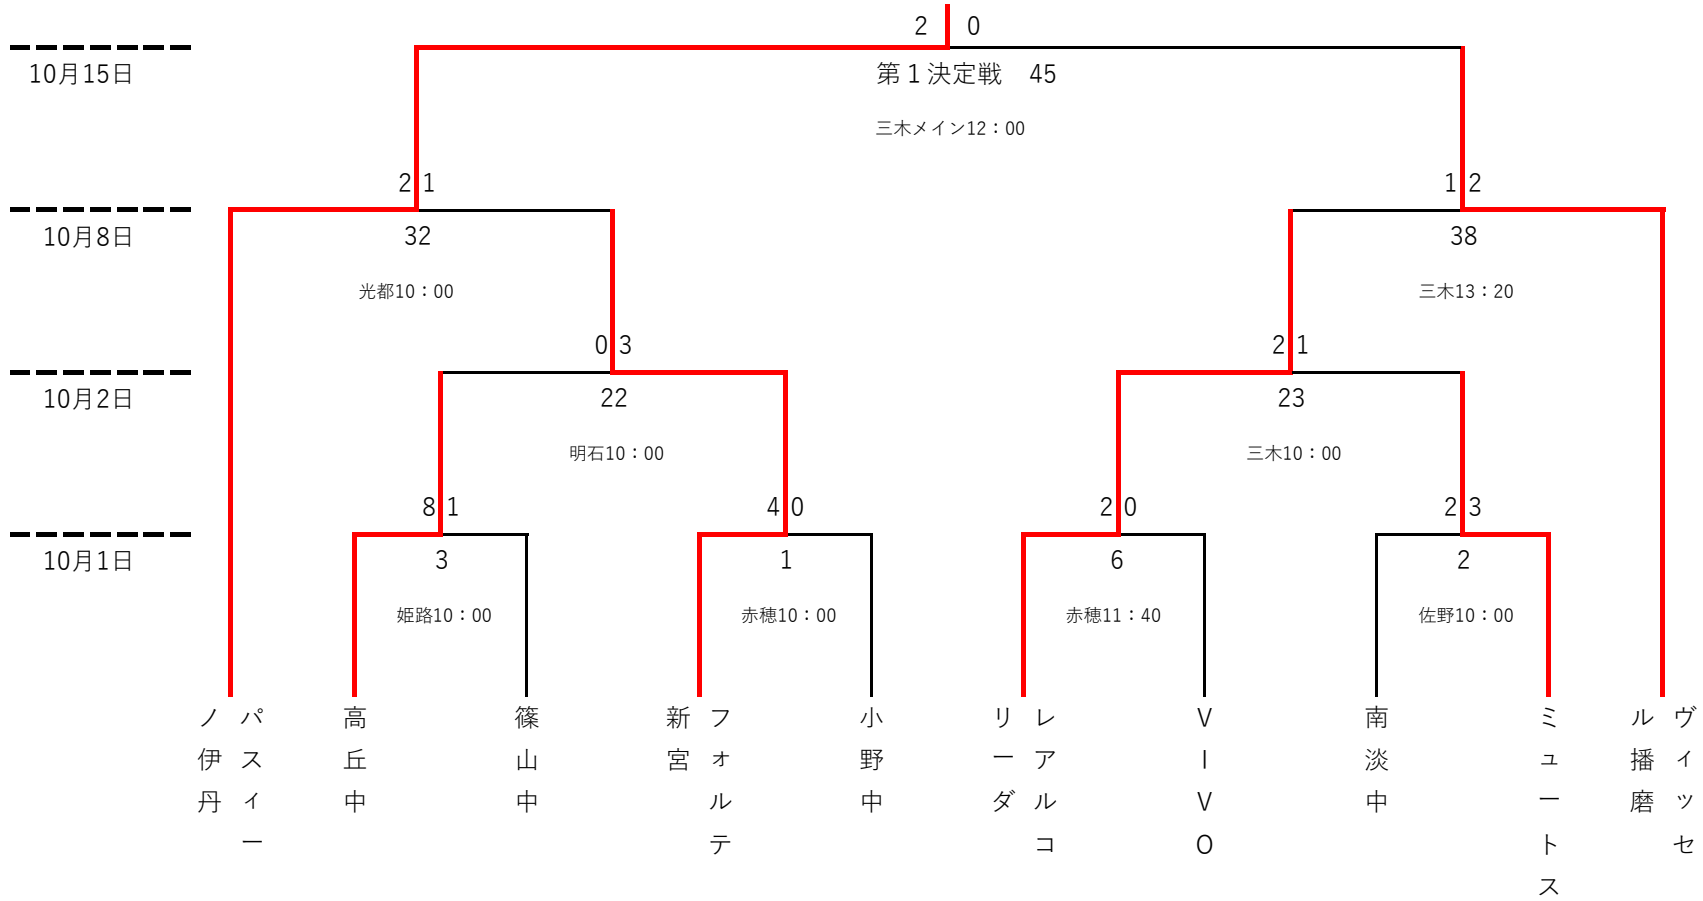 2 0
10月15日
第１決定戦　45
三木メイン12：00
2 1
1 2
10月8日
32
38
光都10：00
三木13：20
0 3
2 1
10月2日
22
23
明石10：00
三木10：00
8 1
4 0
2 0
2 3
10月1日
3
1
6
2
姫路10：00
赤穂10：00
赤穂11：40
佐野10：00
パスィー
ノ伊丹
高丘中
篠山中
フォルテ
新宮
小野中
レアルコ
リーダ
ＶＩＶＯ
南淡中
ミュートス
ヴィッセ
ル播磨